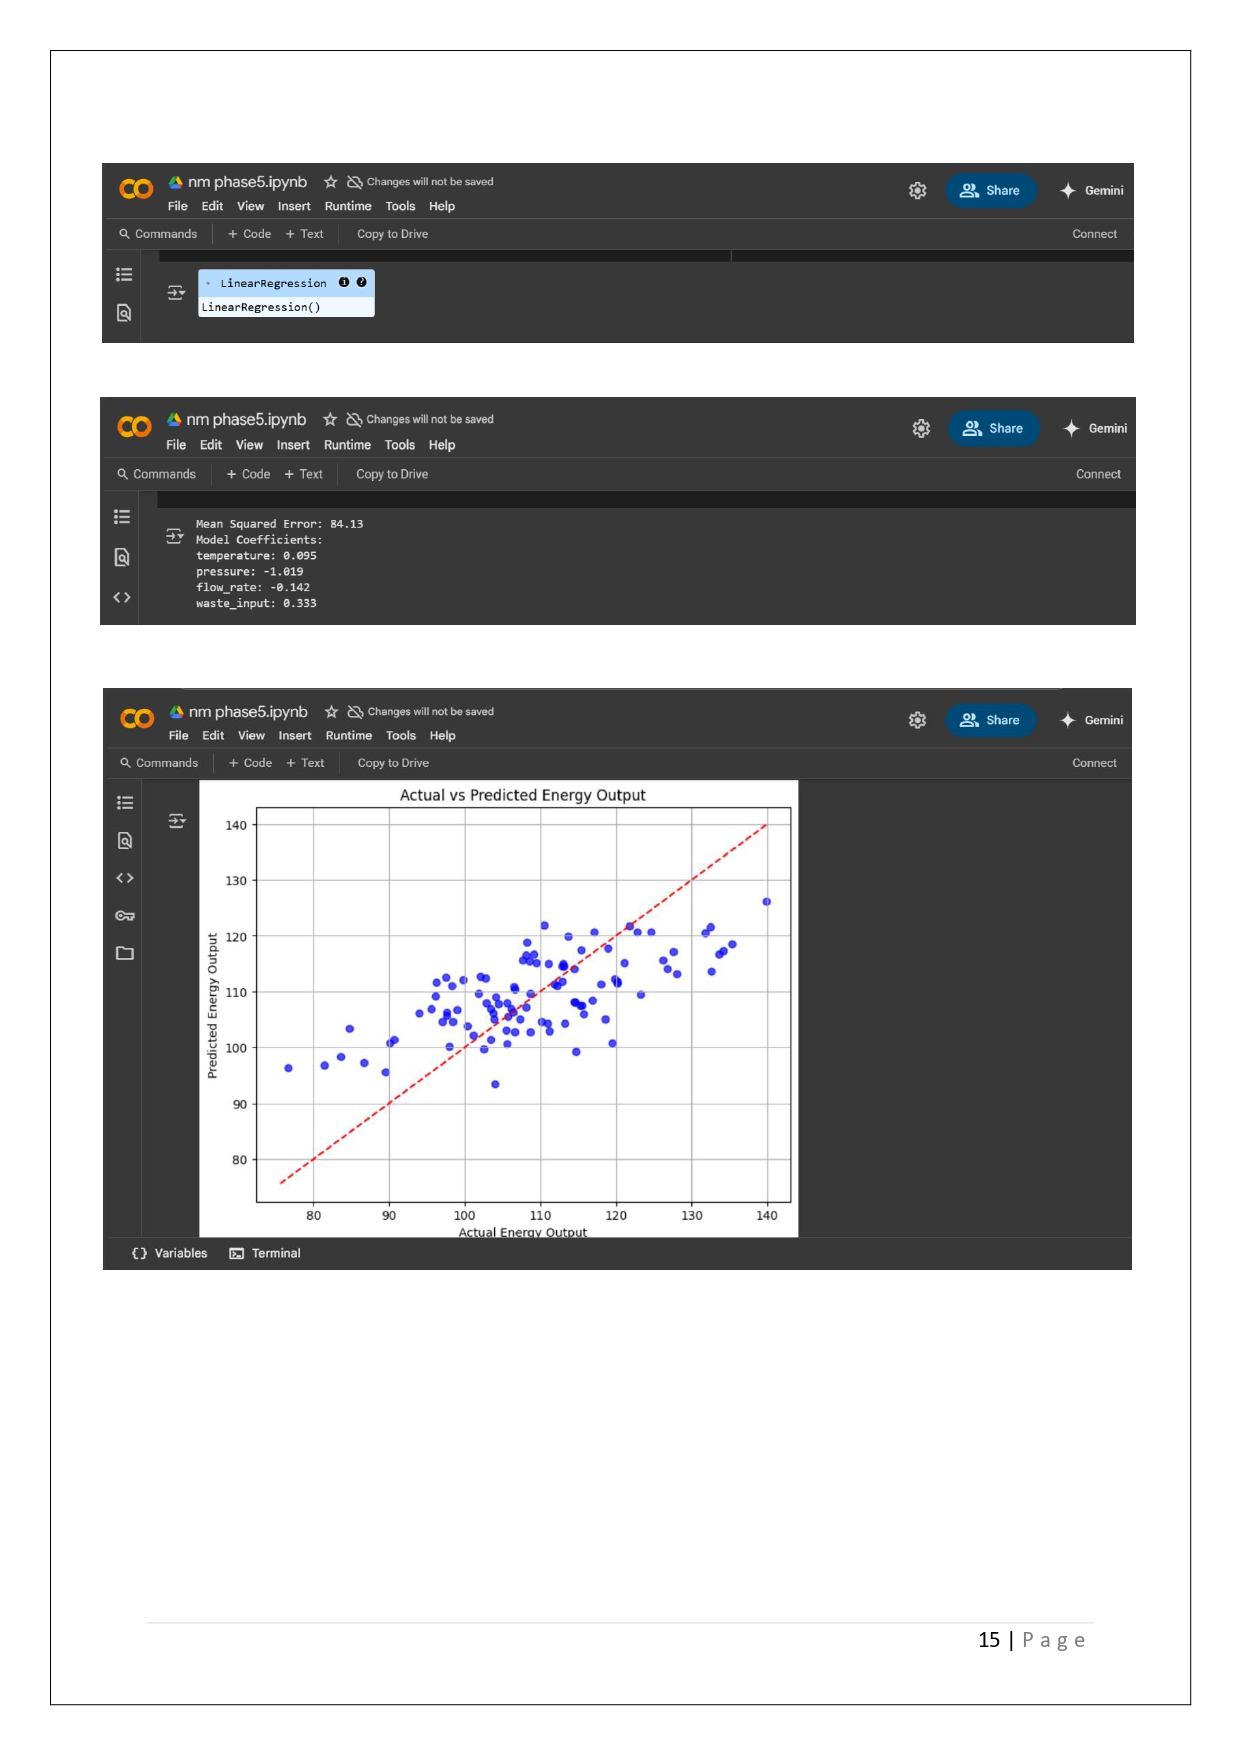 nm phase5.ipynb Changes will not be saved
File Edit View Insert Runtime Tools Help
Share Gemini
Commands + Code + Text Copy to Drive Connect
LinearRegression
LinearRegression()
nm phase5.ipynb Changes will not be saved
File Edit View Insert Runtime Tools Help
Share Gemini
Commands + Code + Text Copy to Drive Connect
Mean Squared Error: 84.13
Model Coefficients:
temperature: 0.095
pressure: -1.019
flow_rate: -0.142
waste_input: 0.333
nm phase5.ipynb Changes will not be saved
File Edit View Insert Runtime Tools Help
Share Gemini
Commands + Code + Text Copy to Drive Connect
Actual vs Predicted Energy Output
Predicted Energy Output
140
130
120
110
100
90
80
80 90 100 110 120 130 140
Actual Energy Output
{} Variables Terminal
15 | Page